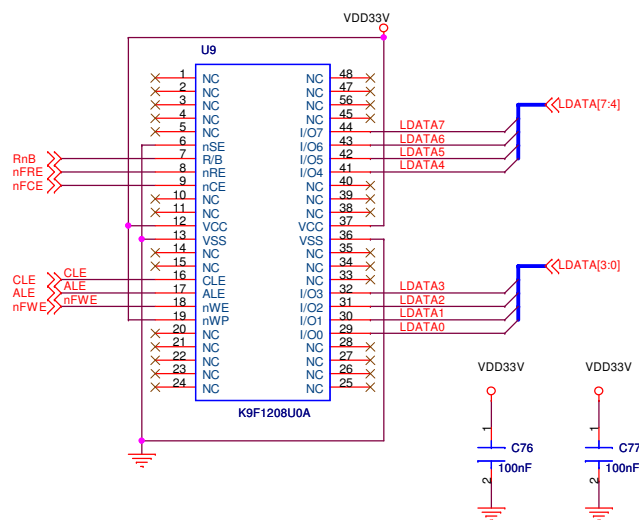 VDD33V
U9
1 NC NC 48
2 NC NC 47
3 NC NC 56
4 NC NC 45
5 NC I/O7 44 LDATA7 LDATA[7:4]
6 nSE I/O6 43 LDATA6
RnB 7 R/B I/O5 42 LDATA5
nFRE 8 nRE I/O4 41 LDATA4
nFCE 9 nCE NC 40
10 NC NC 39
11 NC NC 38
12 VCC VCC 37
13 VSS VSS 36
14 NC NC 35
15 NC NC 34
CLE CLE 16 CLE NC 33
ALE ALE 17 ALE I/O3 32 LDATA3 LDATA[3:0]
nFWE nFWE 18 nWE I/O2 31 LDATA2
19 nWP I/O1 30 LDATA1
20 NC I/O0 29 LDATA0
21 NC NC 28
22 NC NC 27
23 NC NC 26
24 NC NC 25
K9F1208U0A
VDD33V VDD33V
1 1
C76 C77
100nF 100nF
2 2